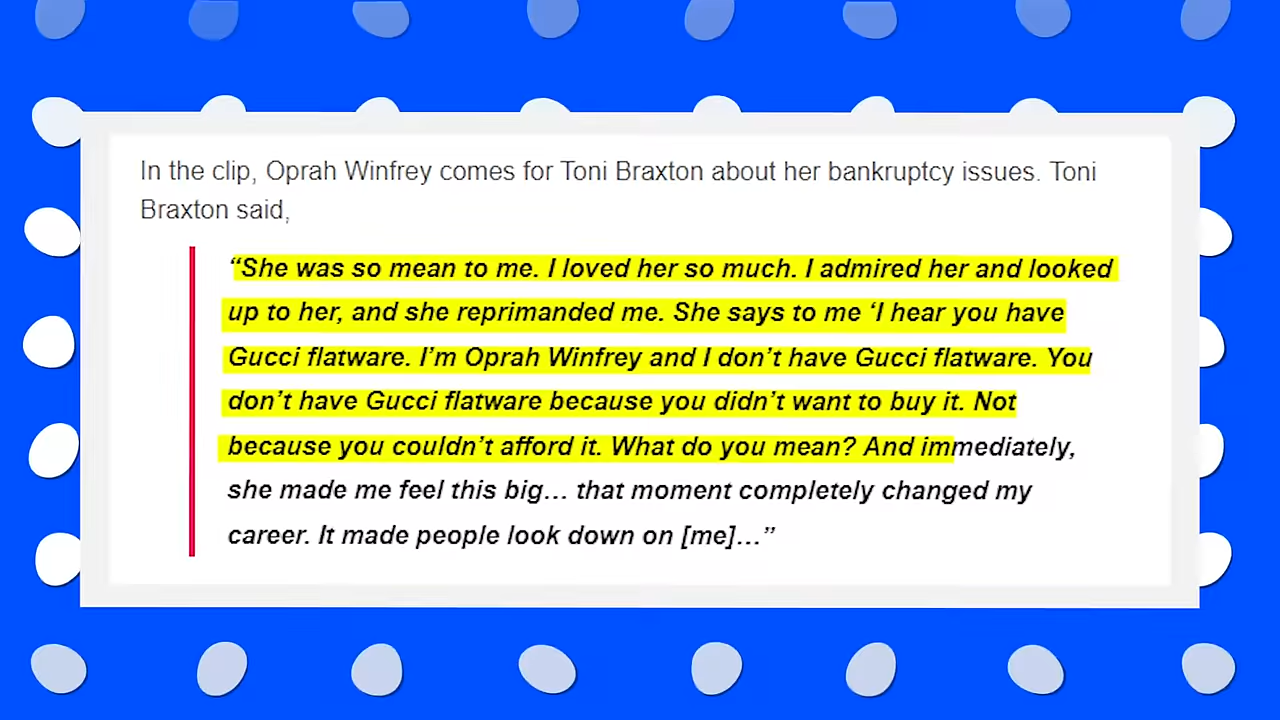 In the clip, Oprah Winfrey comes for Toni Braxton about her bankruptcy issues. Toni
Braxton said,
“She was so mean to me. I loved her so much. I admired her and looked
up to her, and she reprimanded me. She says to me ‘I hear you have
Gucci flatware. I’m Oprah Winfrey and I don’t have Gucci flatware. You
don’t have Gucci flatware because you didn’t want to buy it. Not
because you couldn’t afford it. What do you mean? And immediately,
she made me feel this big… that moment completely changed my
career. It made people look down on [me]…”